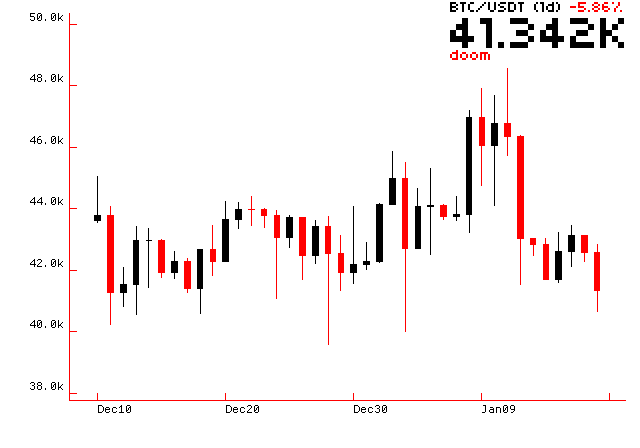 BTC/USDT (1d) -5.86%
41.342K
doom
50.0k
48.0k
46.0k
44.0k
42.0k
40.0k
38.0k
Dec10
Dec20
Dec30
Jan09